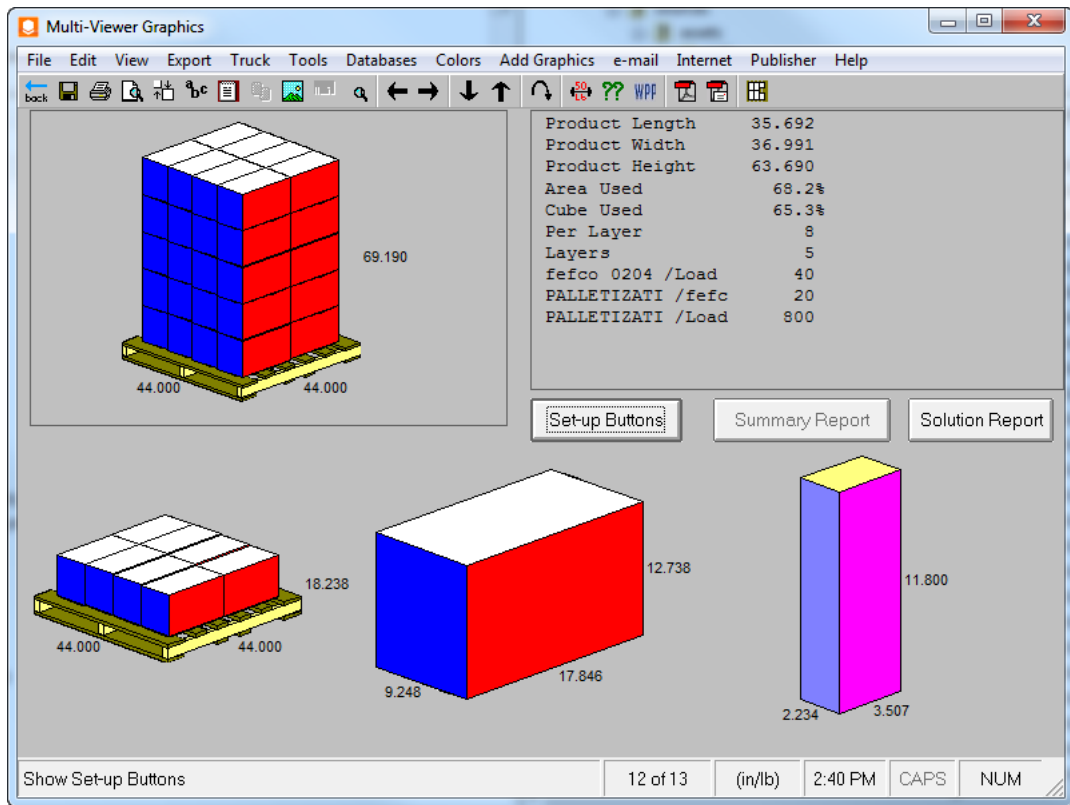 Multi-Viewer Graphics
File Edit View Export Truck Tools Databases Colors Add Graphics e-mail Internet Publisher Help
back abc SO LB ?? WPP
Product Length 35.692
Product Width 36.991
Product Height 63.690
Area Used 68.2%
Cube Used 65.3%
Per Layer 8
Layers 5
fefco 0204 /Load 40
PALLETIZATI /fefc 20
PALLETIZATI /Load 800
69.190
44.000 44.000
Set-up Buttons Summary Report Solution Report
18.238
44.000 44.000
12.738
9.248 17.846
11.800
2.234 3.507
Show Set-up Buttons 12 of 13 (in/lb) 2:40 PM CAPS NUM